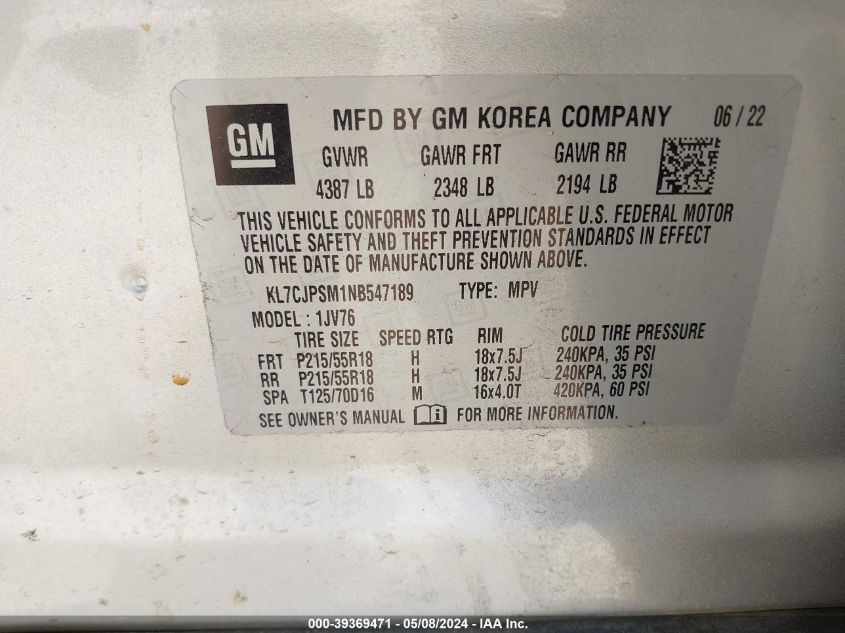 GM
MFD BY GM KOREA COMPANY 06 / 22
GVWR GAWR FRT GAWR RR
4387 LB 2348 LB 2194 LB
THIS VEHICLE CONFORMS TO ALL APPLICABLE U.S. FEDERAL MOTOR
VEHICLE SAFETY AND THEFT PREVENTION STANDARDS IN EFFECT
ON THE DATE OF MANUFACTURE SHOWN ABOVE.
KL7CJPSM1NB547189 TYPE: MPV
MODEL : 1JV76
TIRE SIZE SPEED RTG RIM COLD TIRE PRESSURE
FRT P215/55R18 H 18x7.5J 240KPA, 35 PSI
RR P215/55R18 H 18x7.5J 240KPA, 35 PSI
SPA T125/70D16 M 16x4.0T 420KPA, 60 PSI
SEE OWNER'S MANUAL FOR MORE INFORMATION.
000-39369471 - 05/08/2024 - IAA Inc.